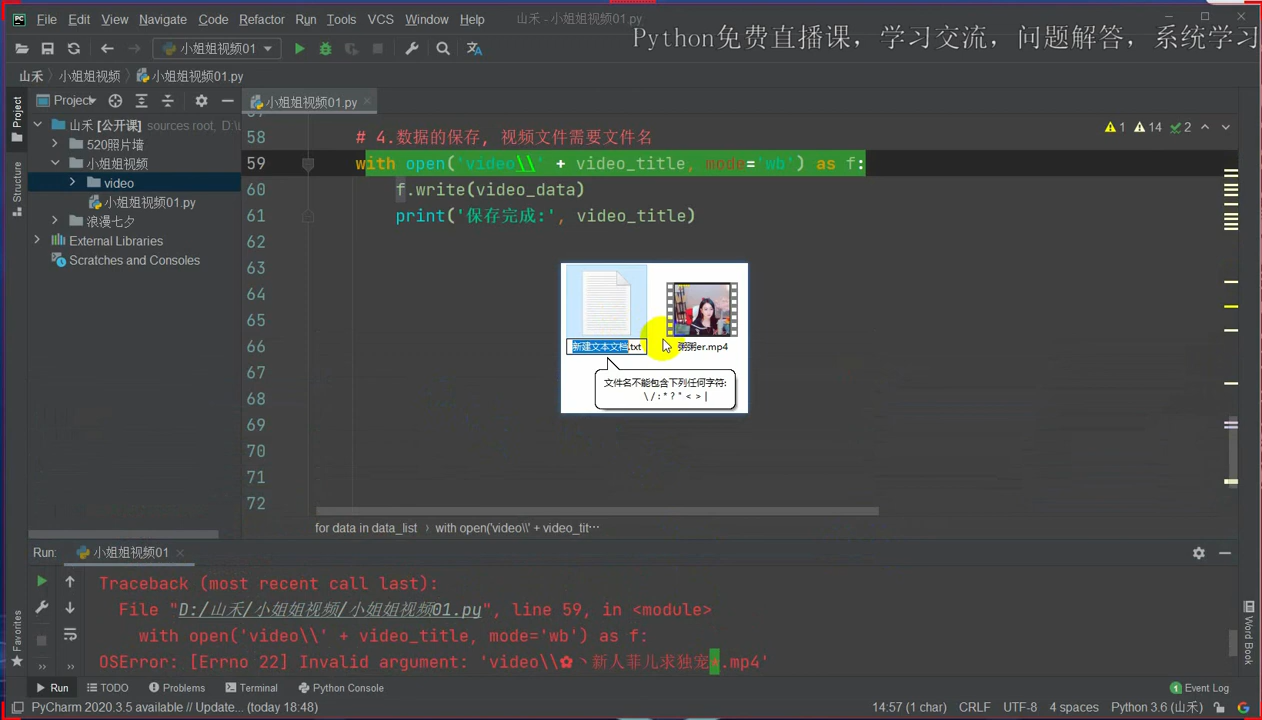 File Edit View Navigate Code Refactor Run Tools VCS Window Help 山禾 - 小姐姐视频01.py
小姐姐视频01
Python免费直播课，学习交流，问题解答，系统学习
山禾 〉 小姐姐视频 〉 小姐姐视频01.py
Project
小姐姐视频01.py
山禾 [公开课] sources root, D:\
520照片墙
小姐姐视频
video
小姐姐视频01.py
浪漫七夕
External Libraries
Scratches and Consoles
Project
Structure
Favorites
58 # 4.数据的保存, 视频文件需要文件名
59 with open('video\\' + video_title, mode='wb') as f:
60 f.write(video_data)
61 print('保存完成:', video_title)
62
63
64
65
66
67
68
69
70
71
72
1 14 2
新建文本文档.txt
粥粥er.mp4
文件名不能包含下列任何字符:
\ / : * ? " < > |
for data in data_list 〉 with open('video\\' + video_tit…
Run: 小姐姐视频01
Traceback (most recent call last):
File "D:/山禾/小姐姐视频/小姐姐视频01.py", line 59, in <module>
with open('video\\' + video_title, mode='wb') as f:
OSError: [Errno 22] Invalid argument: 'video\\✿丶新人菲儿求独宠*.mp4'
Word Book
Run TODO Problems Terminal Python Console 1 Event Log
PyCharm 2020.3.5 available // Update... (today 18:48) 14:57 (1 char) CRLF UTF-8 4 spaces Python 3.6 (山禾)